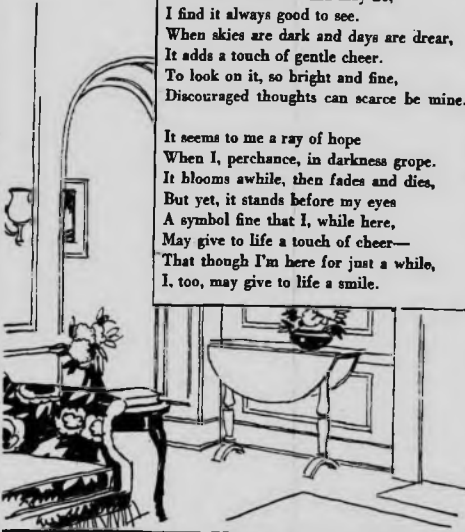 I find it always good to see.
When skies are dark and days are drear,
It adds a touch of gentle cheer.
To look on it, so bright and fine,
Discouraged thoughts can scarce be mine.
It seems to me a ray of hope
When I, perchance, in darkness grope.
It blooms awhile, then fades and dies,
But yet, it stands before my eyes
A symbol fine that I, while here,
May give to life a touch of cheer—
That though I'm here for just a while,
I, too, may give to life a smile.